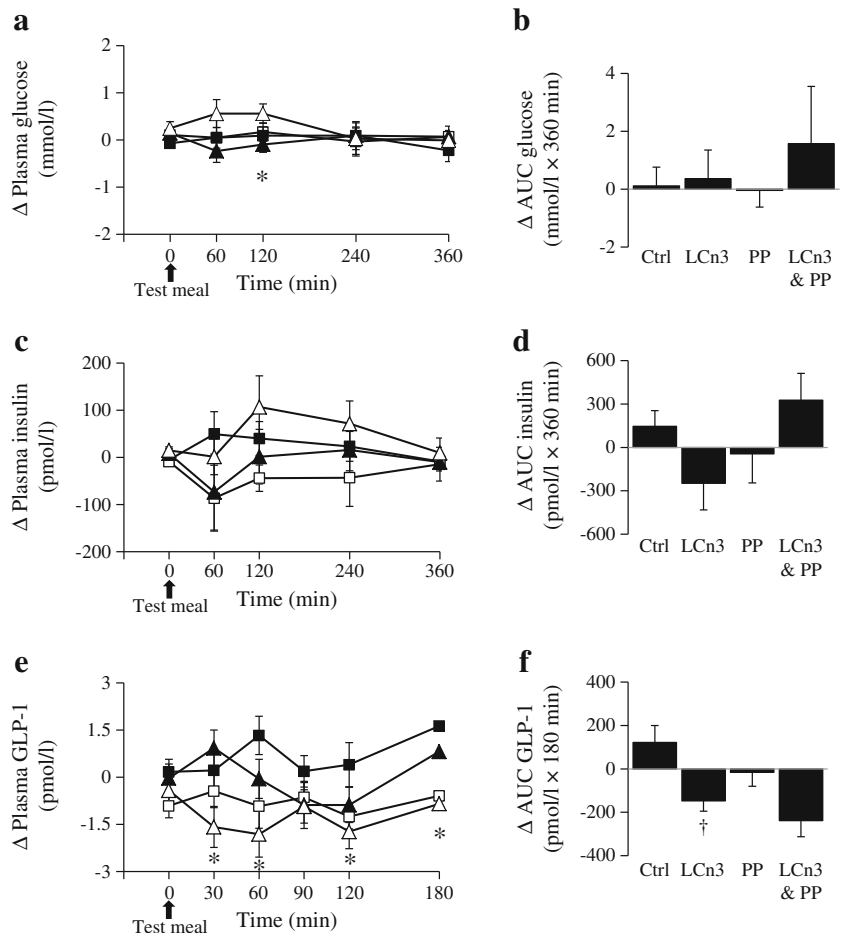 a
Δ Plasma glucose
(mmol/l)
2
1
0
-1
-2
*
0 60 120 240 360
Test meal
Time (min)
b
Δ AUC glucose
(mmol/l × 360 min)
4
2
0
-2
Ctrl LCn3 PP LCn3
& PP
c
Δ Plasma insulin
(pmol/l)
200
100
0
-100
-200
0 60 120 240 360
Test meal
Time (min)
d
Δ AUC insulin
(pmol/l × 360 min)
600
300
0
-300
-600
Ctrl LCn3 PP LCn3
& PP
e
Δ Plasma GLP-1
(pmol/l)
3
1.5
0
-1.5
-3
* * * *
0 30 60 90 120 180
Test meal
Time (min)
f
Δ AUC GLP-1
(pmol/l × 180 min)
400
200
0
-200
-400
†
Ctrl LCn3 PP LCn3
& PP